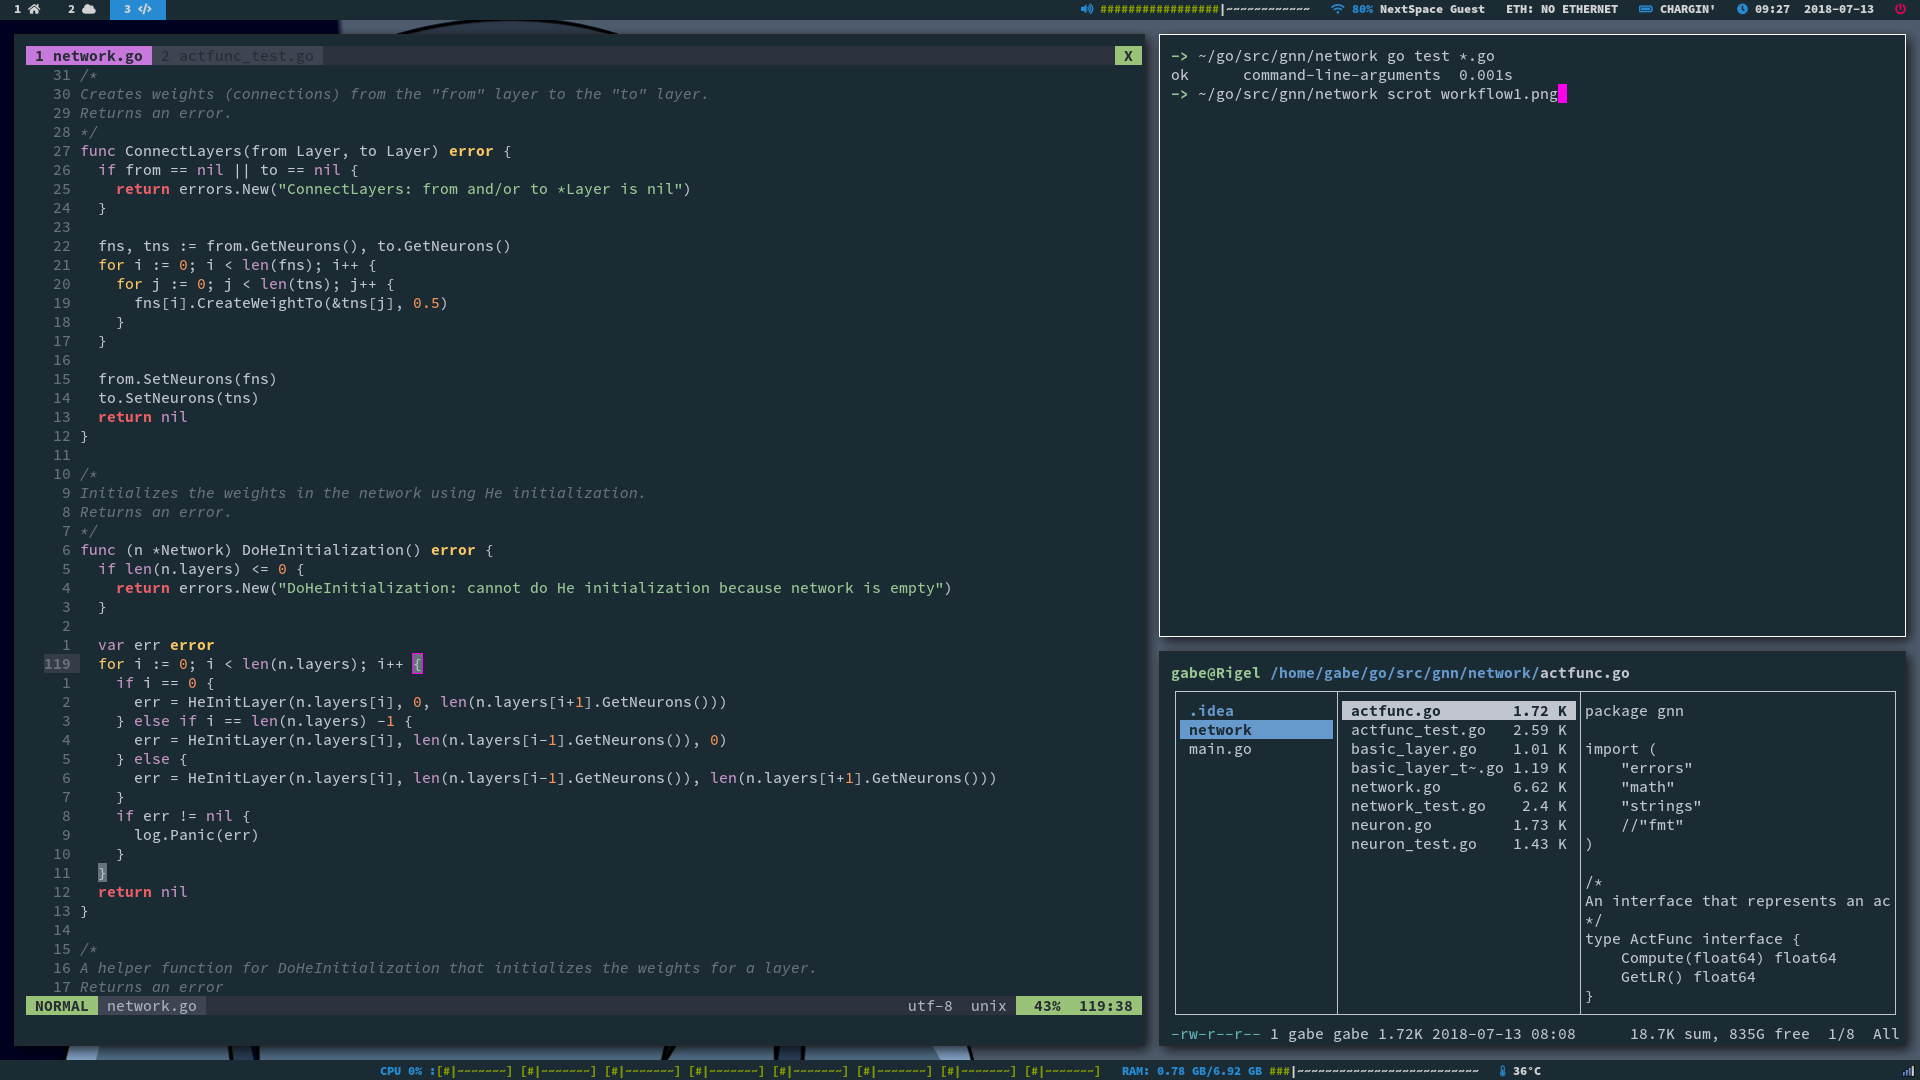 1 2 3 </> ################|~~~~~~~~~~~~ 80% NextSpace Guest ETH: NO ETHERNET CHARGIN' 09:27 2018-07-13
1 network.go 2 actfunc_test.go X
31 /*
30 Creates weights (connections) from the "from" layer to the "to" layer.
29 Returns an error.
28 */
27 func ConnectLayers(from Layer, to Layer) error {
26   if from == nil || to == nil {
25     return errors.New("ConnectLayers: from and/or to *Layer is nil")
24   }
23
22   fns, tns := from.GetNeurons(), to.GetNeurons()
21   for i := 0; i < len(fns); i++ {
20     for j := 0; j < len(tns); j++ {
19       fns[i].CreateWeightTo(&tns[j], 0.5)
18     }
17   }
16
15   from.SetNeurons(fns)
14   to.SetNeurons(tns)
13   return nil
12 }
11
10 /*
9 Initializes the weights in the network using He initialization.
8 Returns an error.
7 */
6 func (n *Network) DoHeInitialization() error {
5   if len(n.layers) <= 0 {
4     return errors.New("DoHeInitialization: cannot do He initialization because network is empty")
3   }
2
1   var err error
119   for i := 0; i < len(n.layers); i++ {
1     if i == 0 {
2       err = HeInitLayer(n.layers[i], 0, len(n.layers[i+1].GetNeurons()))
3     } else if i == len(n.layers) -1 {
4       err = HeInitLayer(n.layers[i], len(n.layers[i-1].GetNeurons()), 0)
5     } else {
6       err = HeInitLayer(n.layers[i], len(n.layers[i-1].GetNeurons()), len(n.layers[i+1].GetNeurons()))
7     }
8     if err != nil {
9       log.Panic(err)
10     }
11   }
12   return nil
13 }
14
15 /*
16 A helper function for DoHeInitialization that initializes the weights for a layer.
17 Returns an error
NORMAL network.go utf-8 unix 43% 119:38
-> ~/go/src/gnn/network go test *.go
ok      command-line-arguments  0.001s
-> ~/go/src/gnn/network scrot workflow1.png
gabe@Rigel /home/gabe/go/src/gnn/network/actfunc.go
.idea
network
main.go
actfunc.go 1.72 K
actfunc_test.go 2.59 K
basic_layer.go 1.01 K
basic_layer_t~.go 1.19 K
network.go 6.62 K
network_test.go 2.4 K
neuron.go 1.73 K
neuron_test.go 1.43 K
package gnn
import (
    "errors"
    "math"
    "strings"
    //"fmt"
)
/*
An interface that represents an ac
*/
type ActFunc interface {
    Compute(float64) float64
    GetLR() float64
}
-rw-r--r-- 1 gabe gabe 1.72K 2018-07-13 08:08 18.7K sum, 835G free 1/8 All
CPU 0% :[#|~~~~~~~] [#|~~~~~~~] [#|~~~~~~~] [#|~~~~~~~] [#|~~~~~~~] [#|~~~~~~~] [#|~~~~~~~] [#|~~~~~~~] RAM: 0.78 GB/6.92 GB ###|~~~~~~~~~~~~~~~~~~~~~~~~~~ 36°C